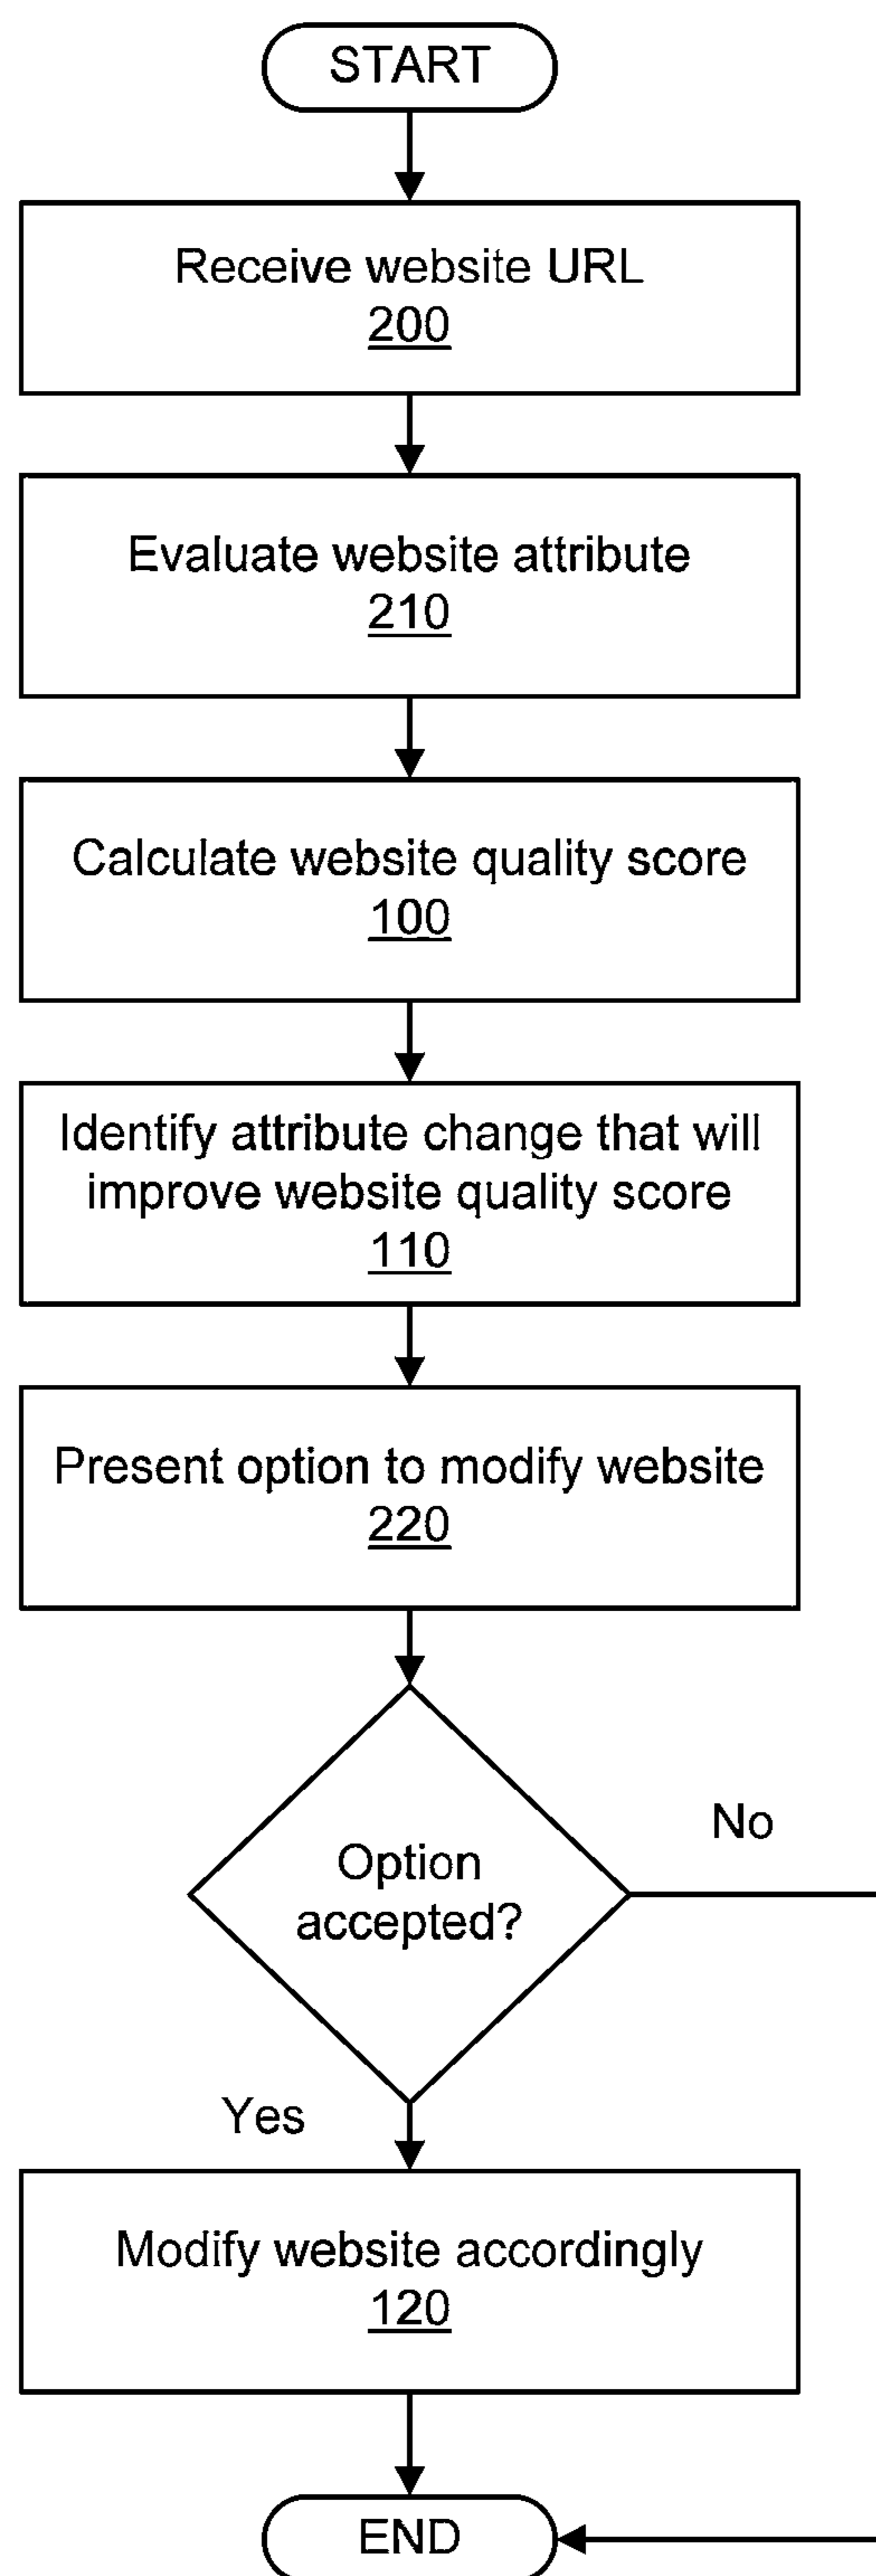 START
Receive website URL
200
Evaluate website attribute
210
Calculate website quality score
100
Identify attribute change that will
improve website quality score
110
Present option to modify website
220
Option
accepted?
No
Yes
Modify website accordingly
120
END